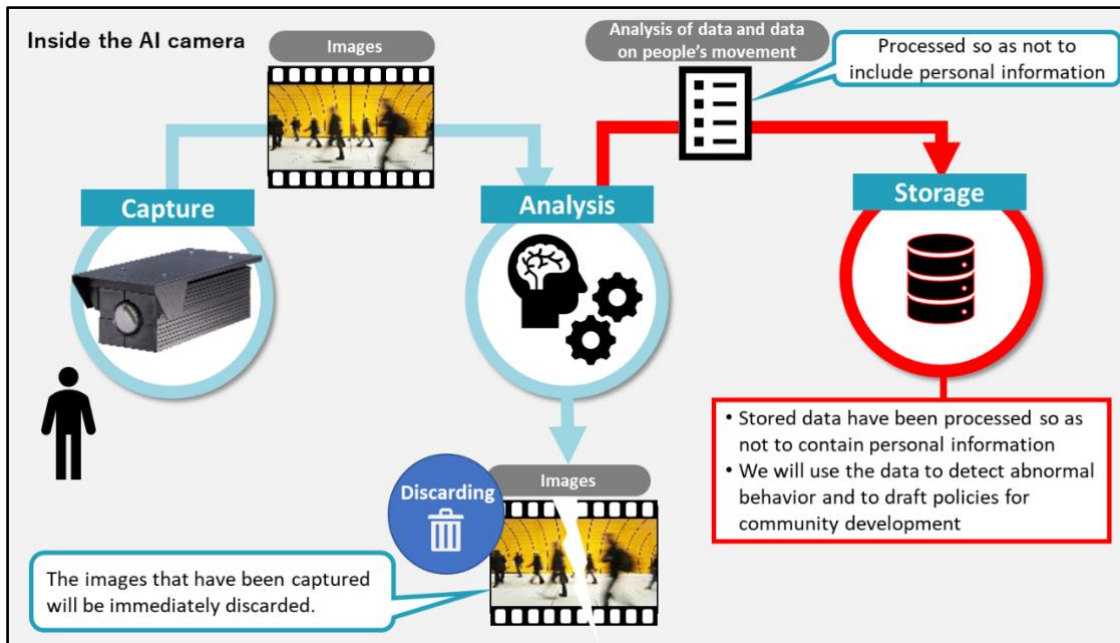 Inside the AI camera
Images
Analysis of data and data
on people's movement
Processed so as not to
include personal information
Capture
Analysis
Storage
• Stored data have been processed so as
not to contain personal information
• We will use the data to detect abnormal
behavior and to draft policies for
community development
Discarding
Images
The images that have been captured
will be immediately discarded.